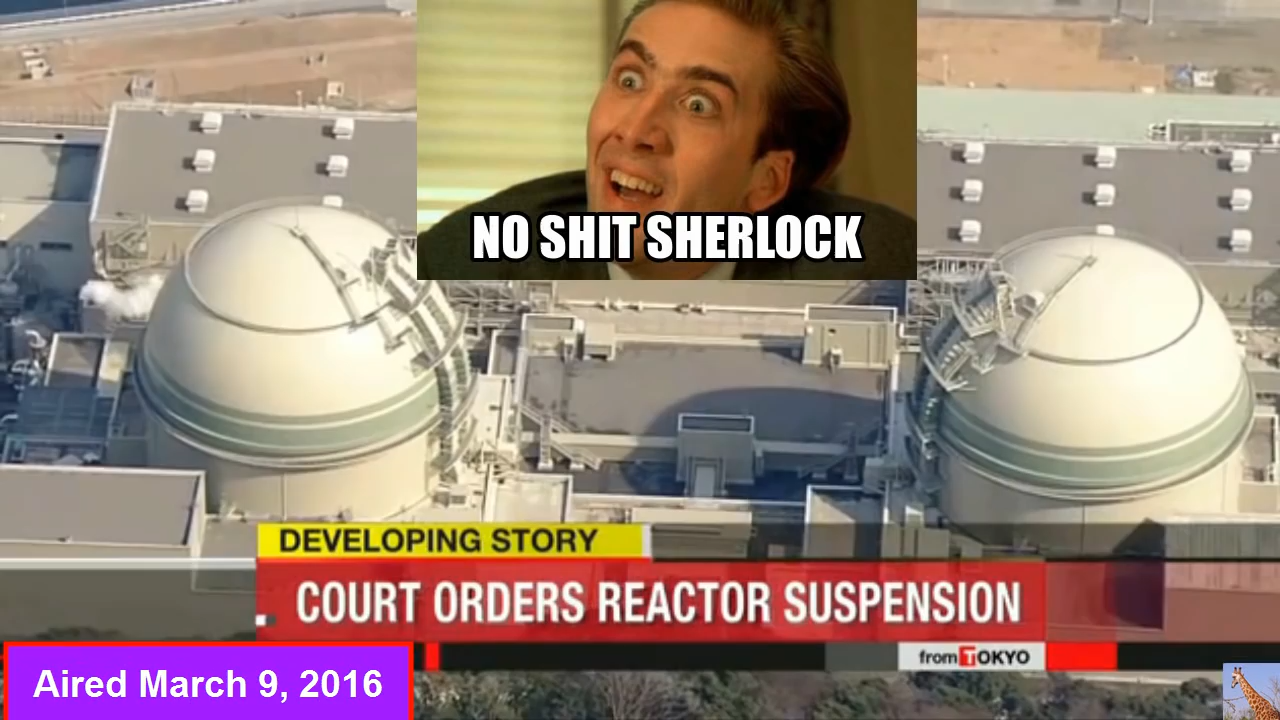 NO SHIT SHERLOCK
DEVELOPING STORY
COURT ORDERS REACTOR SUSPENSION
from TOKYO
Aired March 9, 2016